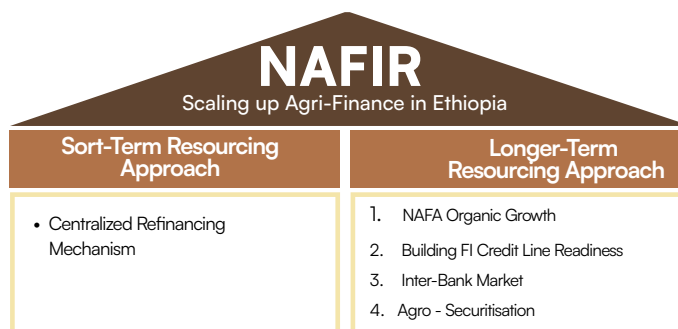 NAFIR
Scaling up Agri-Finance in Ethiopia
Sort-Term Resourcing
Approach
• Centralized Refinancing
Mechanism
Longer-Term
Resourcing Approach
1. NAFA Organic Growth
2. Building FI Credit Line Readiness
3. Inter-Bank Market
4. Agro - Securitisation